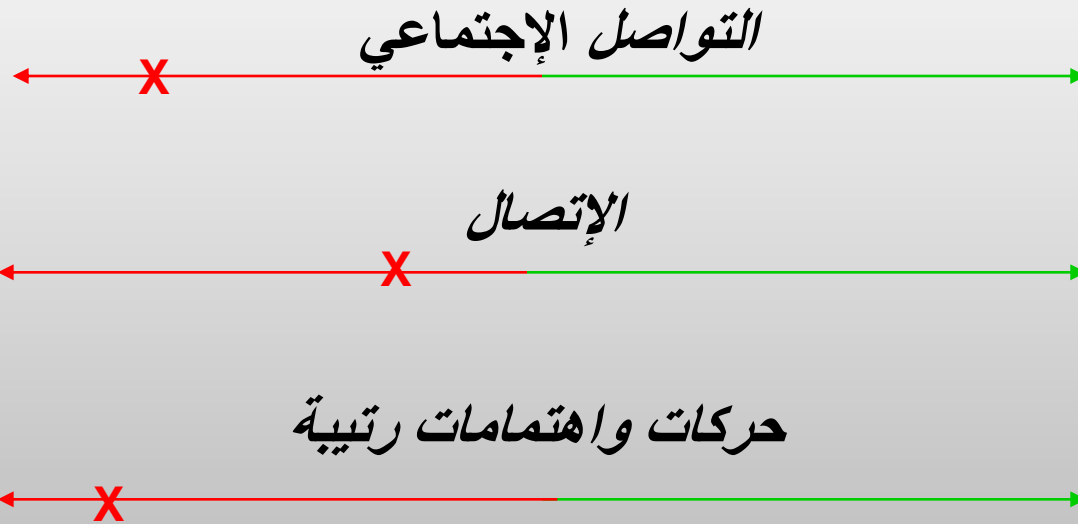 التواصل الإجتماعي
X
الإتصال
X
حركات واهتمامات رتيبة
X